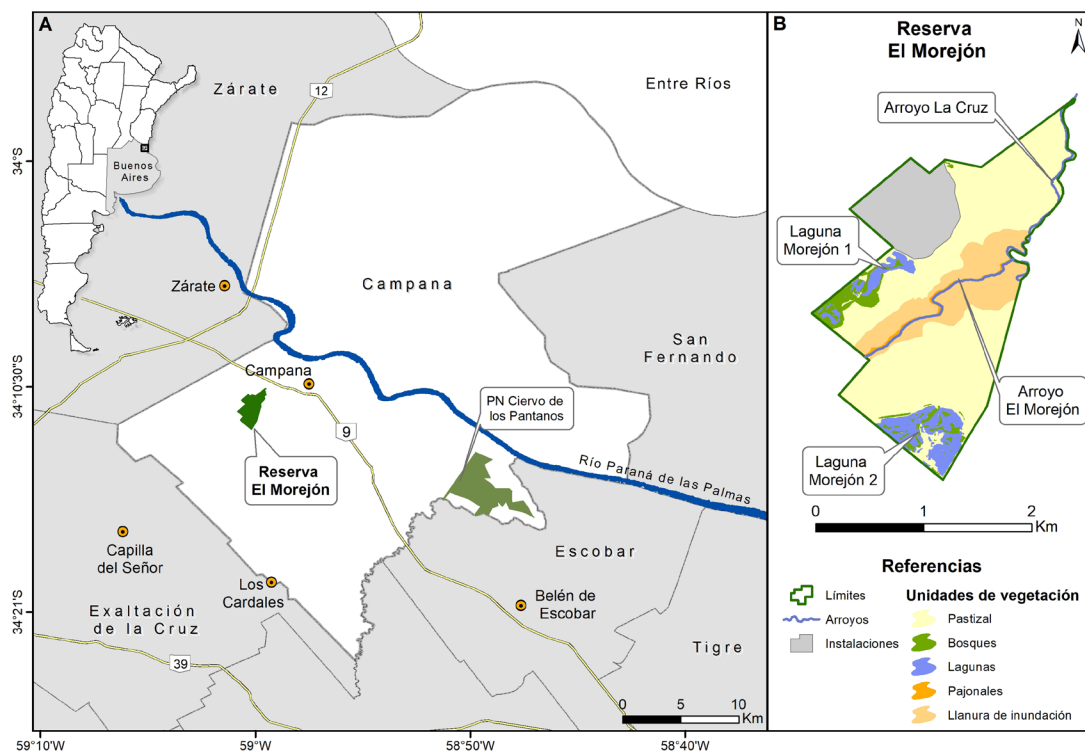 A
Zárate
12
Entre Ríos
Buenos
Aires
34°S
Zárate
Campana
San
Fernando
34°10'30"S
Campana
PN Ciervo de
los Pantanos
9
Reserva
El Morejón
Río Paraná de las Palmas
Capilla
del Señor
Escobar
Los
Cardales
Belén de
Escobar
34°21'S
Exaltación
de la Cruz
Tigre
39
0 5 10
Km
59°10'W
59°W
58°50'W
58°40'W
B
Reserva
El Morejón
N
Arroyo La Cruz
Laguna
Morejón 1
Arroyo
El Morejón
Laguna
Morejón 2
0 1 2
Km
Referencias
Límites
Arroyos
Instalaciones
Unidades de vegetación
Pastizal
Bosques
Lagunas
Pajonales
Llanura de inundación